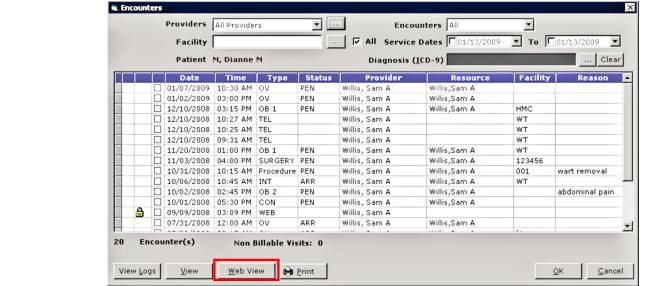 Encounters
Providers All Providers ... Encounters All
Facility ... All Service Dates 01/13/2009 To 01/13/2009
Patient M, Dianne M Diagnosis (ICD-9) ... Clear
Date Time Type Status Provider Resource Facility Reason
01/07/2009 10:30 AM OV PEN Willis, Sam A Willis,Sam A
01/02/2009 03:00 PM OV PEN Willis, Sam A Willis,Sam A
12/10/2008 03:15 PM OB 1 PEN Willis, Sam A Willis,Sam A HMC
12/10/2008 10:27 AM TEL Willis, Sam A WT
12/10/2008 10:25 AM TEL Willis, Sam A WT
12/10/2008 09:31 AM TEL Willis, Sam A WT
11/20/2008 01:00 PM OB 1 PEN Willis, Sam A Willis,Sam A WT
11/03/2008 04:00 PM SURGERY PEN Willis, Sam A Willis,Sam A 123456
10/31/2008 10:15 AM Procedure PEN Willis, Sam A Willis,Sam A 001 wart removal
10/06/2008 10:45 AM INT ARR Willis, Sam A Willis,Sam A WT
10/02/2008 02:45 PM OB 2 PEN Willis, Sam A Willis,Sam A abdominal pain
10/01/2008 05:30 PM CON PEN Willis, Sam A Willis,Sam A
09/09/2008 03:09 PM WEB Willis, Sam A
07/31/2008 12:00 AM OV ARR Willis, Sam A Willis,Sam A
20 Encounter(s) Non Billable Visits: 0
View Logs View Web View Print OK Cancel